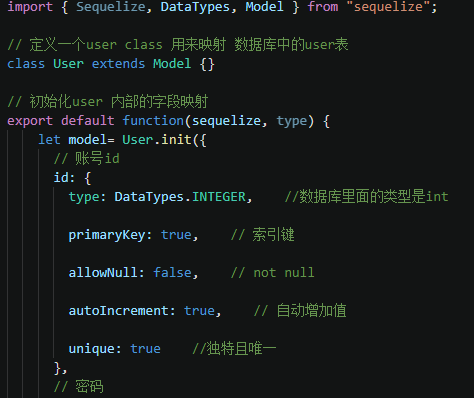 import { Sequelize, DataTypes, Model } from "sequelize";
// 定义一个user class 用来映射 数据库中的user表
class User extends Model {}
// 初始化user 内部的字段映射
export default function(sequelize, type) {
let model= User.init({
// 账号id
id: {
type: DataTypes.INTEGER, //数据库里面的类型是int
primaryKey: true, // 索引键
allowNull: false, // not null
autoIncrement: true, // 自动增加值
unique: true //独特且唯一
},
// 密码